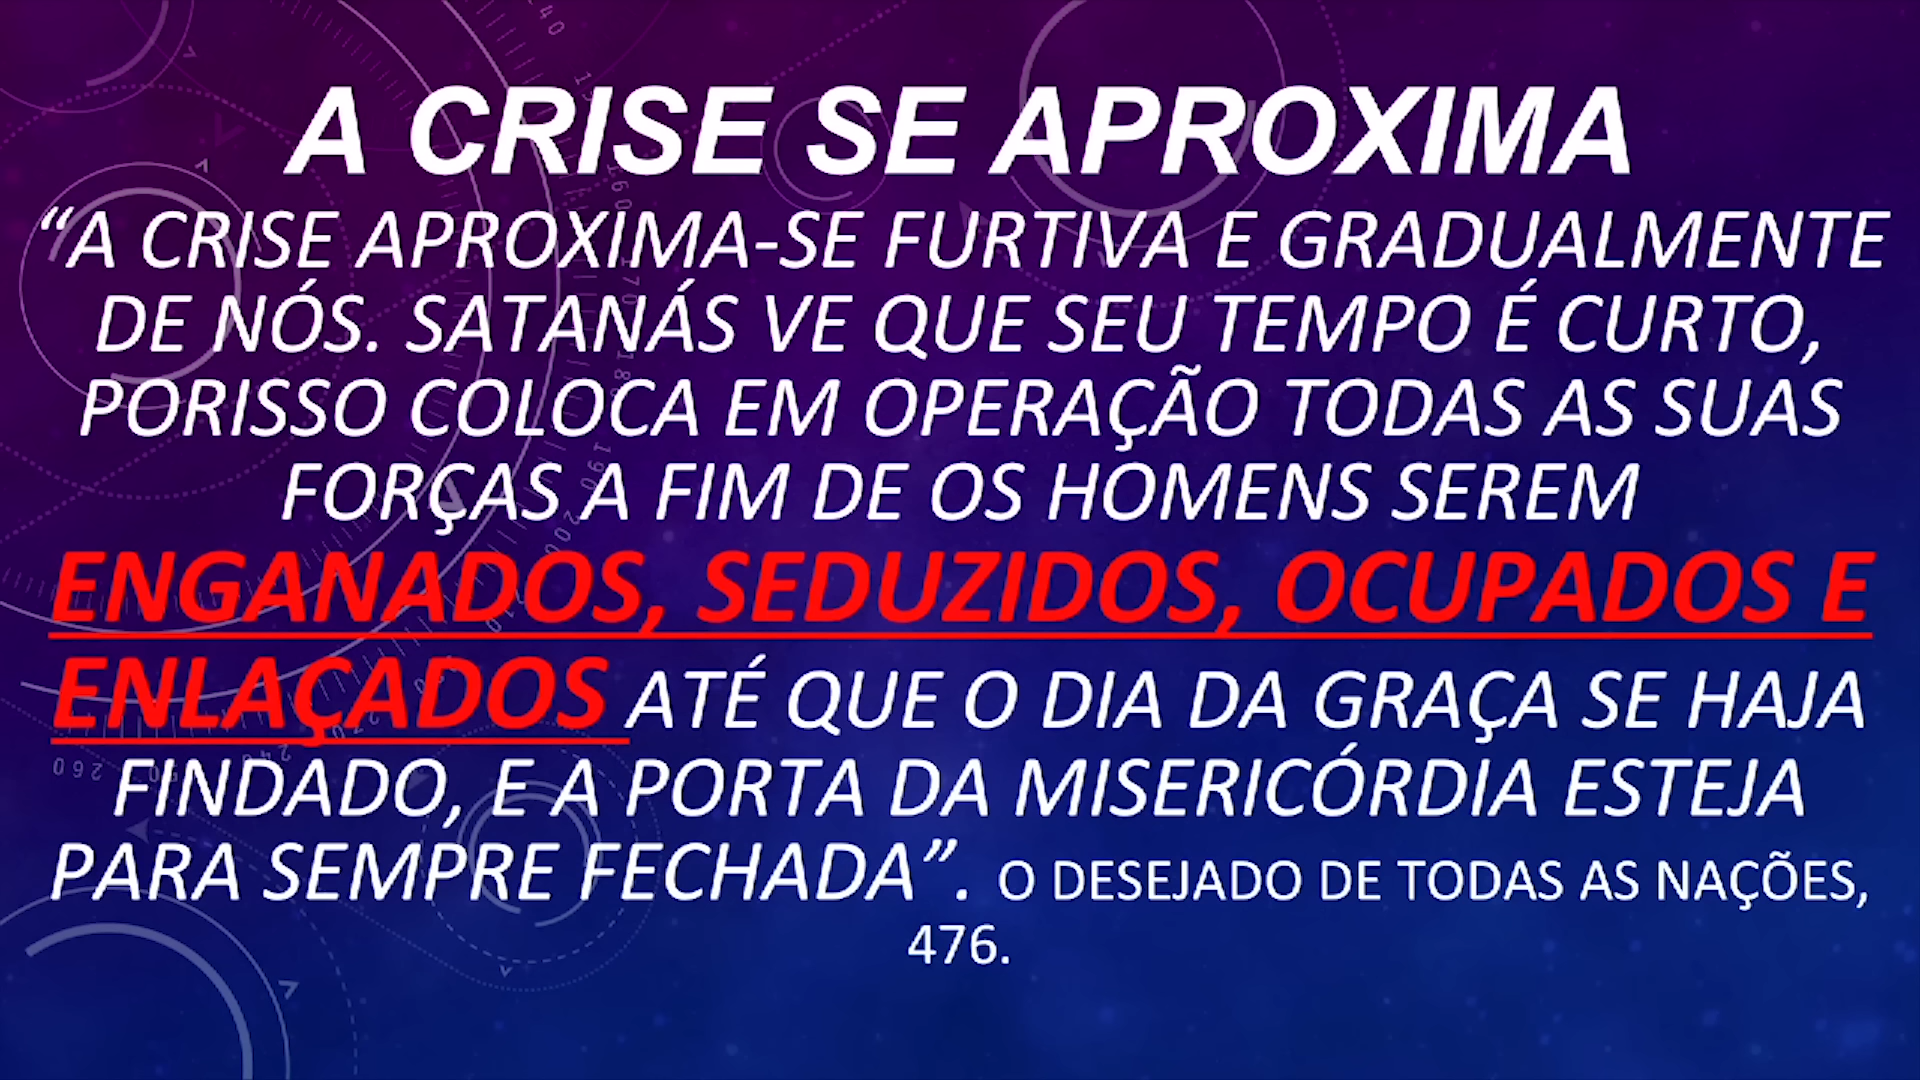 A CRISE SE APROXIMA
“A CRISE APROXIMA-SE FURTIVA E GRADUALMENTE
DE NÓS. SATANÁS VE QUE SEU TEMPO É CURTO,
PORISSO COLOCA EM OPERAÇÃO TODAS AS SUAS
FORÇAS A FIM DE OS HOMENS SEREM
ENGANADOS, SEDUZIDOS, OCUPADOS E
ENLAÇADOS ATÉ QUE O DIA DA GRAÇA SE HAJA
FINDADO, E A PORTA DA MISERICÓRDIA ESTEJA
PARA SEMPRE FECHADA”. O DESEJADO DE TODAS AS NAÇÕES,
476.